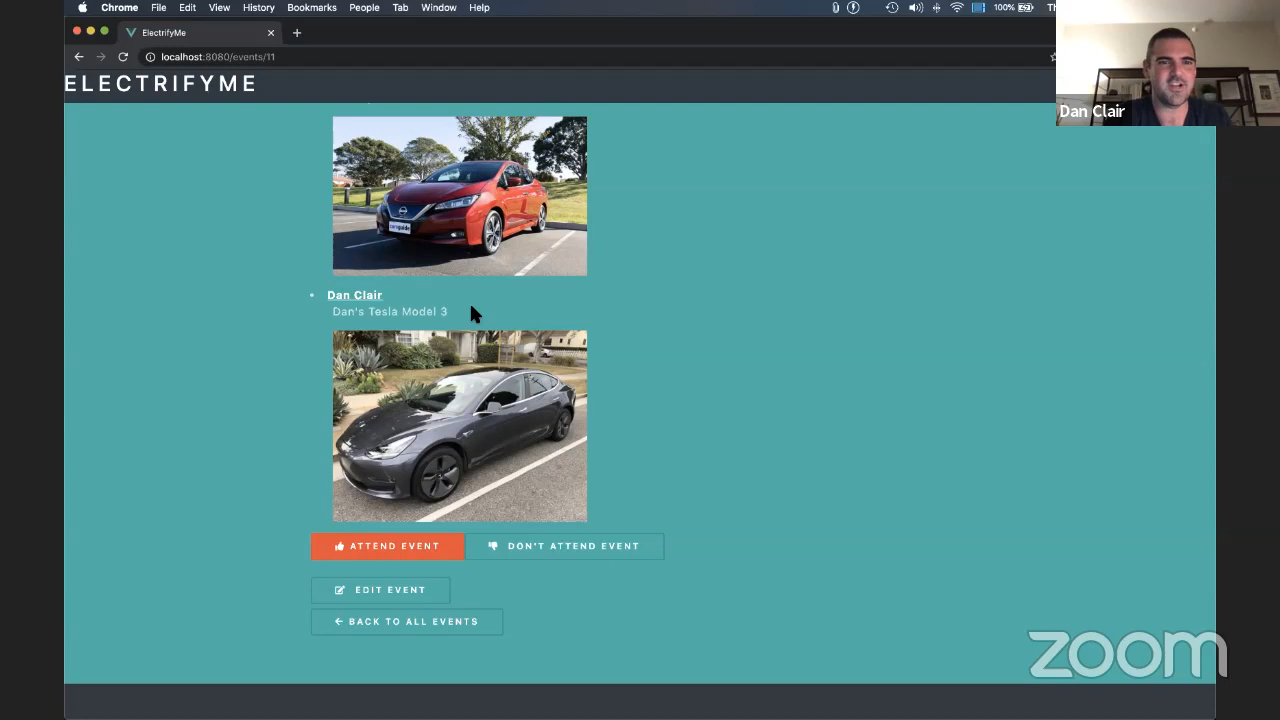 Chrome File Edit View History Bookmarks People Tab Window Help 100%
ElectrifyMe
localhost:8080/events/11
ELECTRIFYME
Dan Clair
carsguide
Dan Clair
Dan's Tesla Model 3
ATTEND EVENT DON'T ATTEND EVENT
EDIT EVENT
BACK TO ALL EVENTS
zoom